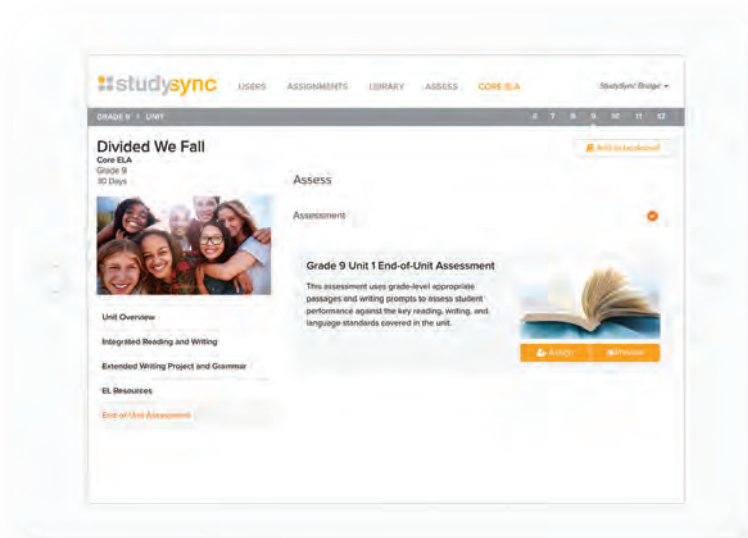 studysync
USERS ASSIGNMENTS LIBRARY ASSESS CORE ELA StudySync Bridge
GRADE 9 | UNIT 6 7 8 9 10 11 12
Divided We Fall
Core ELA
Grade 9
30 Days
Assess
Assessment
Grade 9 Unit 1 End-of-Unit Assessment
This assessment uses grade-level appropriate
passages and writing prompts to assess student
performance against the key reading, writing, and
language standards covered in the unit.
Assign Preview
Unit Overview
Integrated Reading and Writing
Extended Writing Project and Grammar
EL Resources
End-of-Unit Assessment